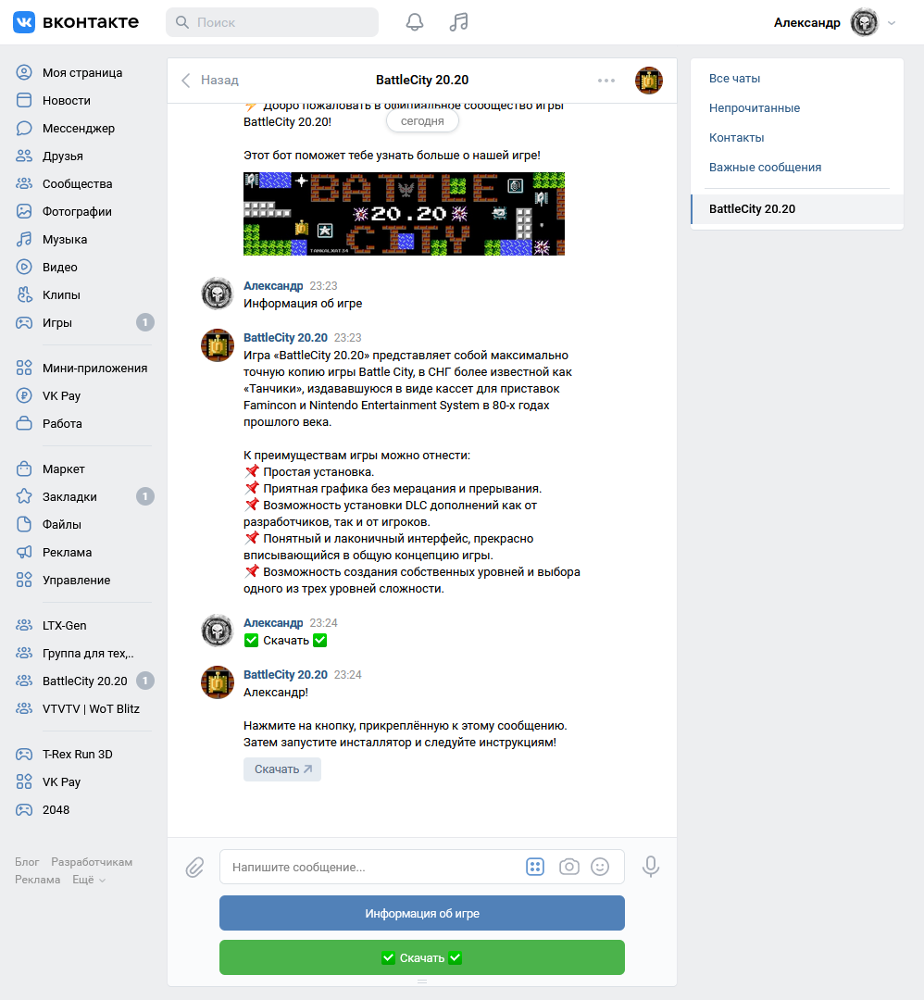 вконтакте
Поиск
Александр
Моя страница
Новости
Мессенджер
Друзья
Сообщества
Фотографии
Музыка
Видео
Клипы
Игры 1
Мини-приложения
VK Pay
Работа
Маркет
Закладки 1
Файлы
Реклама
Управление
LTX-Gen
Группа для тех,..
BattleCity 20.20 1
VTVTV | WoT Blitz
T-Rex Run 3D
VK Pay
2048
Блог Разработчикам
Реклама Ещё
Назад
BattleCity 20.20
⚡ Добро пожаловать в официальное сообщество игры
BattleCity 20.20!
сегодня
Этот бот поможет тебе узнать больше о нашей игре!
BATTLE
20.20
CITY
TAMKALXAT34
Александр 23:23
Информация об игре
BattleCity 20.20 23:23
Игра «BattleCity 20.20» представляет собой максимально
точную копию игры Battle City, в СНГ более известной как
«Танчики», издававшуюся в виде кассет для приставок
Famincon и Nintendo Entertainment System в 80-х годах
прошлого века.
К преимуществам игры можно отнести:
📌 Простая установка.
📌 Приятная графика без мерацания и прерывания.
📌 Возможность установки DLC дополнений как от
разработчиков, так и от игроков.
📌 Понятный и лаконичный интерфейс, прекрасно
вписывающийся в общую концепцию игры.
📌 Возможность создания собственных уровней и выбора
одного из трех уровней сложности.
Александр 23:24
✅ Скачать ✅
BattleCity 20.20 23:24
Александр!
Нажмите на кнопку, прикреплённую к этому сообщению.
Затем запустите инсталлятор и следуйте инструкциям!
Скачать
Напишите сообщение...
Информация об игре
✅ Скачать ✅
Все чаты
Непрочитанные
Контакты
Важные сообщения
BattleCity 20.20